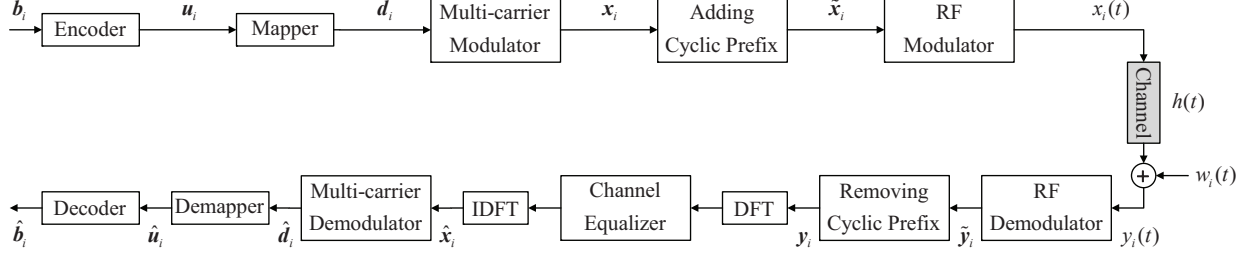 b_i u_i d_i x_i x̃_i x_i(t)
Encoder
Mapper
Multi-carrier
Modulator
Adding
Cyclic Prefix
RF
Modulator
Channel
h(t)
+
w_i(t)
RF
Demodulator
Removing
Cyclic Prefix
DFT
Channel
Equalizer
IDFT
Multi-carrier
Demodulator
Demapper
Decoder
b̂_i û_i d̂_i x̂_i y_i ỹ_i y_i(t)